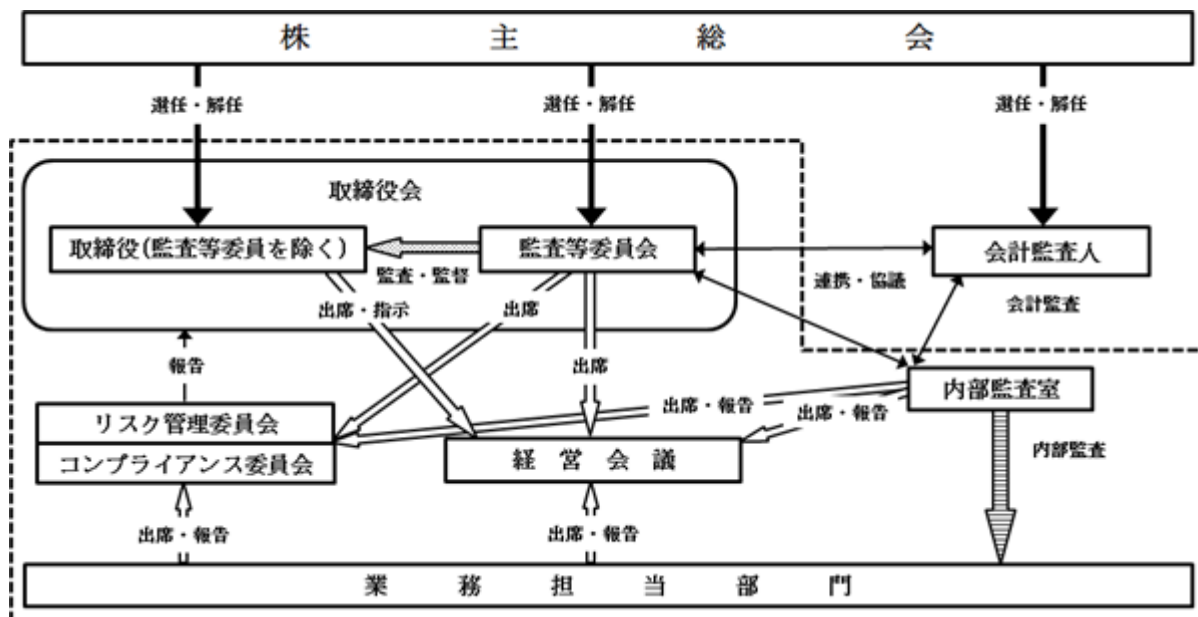 株主総会
選任・解任
選任・解任
選任・解任
取締役会
取締役(監査等委員を除く)
監査等委員会
会計監査人
監査・監督
連携・協議
出席・指示
出席
会計監査
報告
出席
内部監査室
出席・報告
出席・報告
リスク管理委員会
コンプライアンス委員会
経営会議
内部監査
出席・報告
出席・報告
業務担当部門